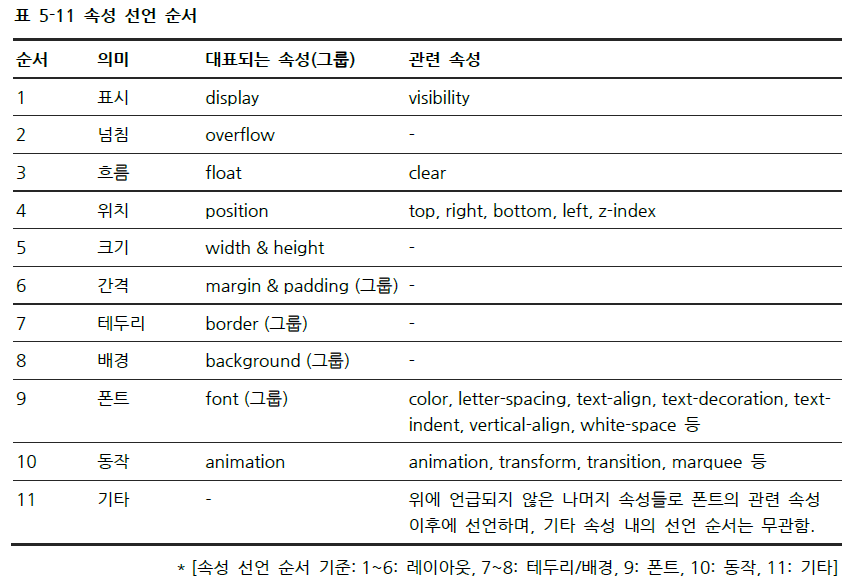 표 5-11 속성 선언 순서
순서 의미 대표되는 속성(그룹) 관련 속성
1 표시 display visibility
2 넘침 overflow -
3 흐름 float clear
4 위치 position top, right, bottom, left, z-index
5 크기 width & height -
6 간격 margin & padding (그룹) -
7 테두리 border (그룹) -
8 배경 background (그룹) -
9 폰트 font (그룹) color, letter-spacing, text-align, text-decoration, text-
indent, vertical-align, white-space 등
10 동작 animation animation, transform, transition, marquee 등
11 기타 - 위에 언급되지 않은 나머지 속성들로 폰트의 관련 속성
이후에 선언하며, 기타 속성 내의 선언 순서는 무관함.
* [속성 선언 순서 기준: 1~6: 레이아웃, 7~8: 테두리/배경, 9: 폰트, 10: 동작, 11: 기타]